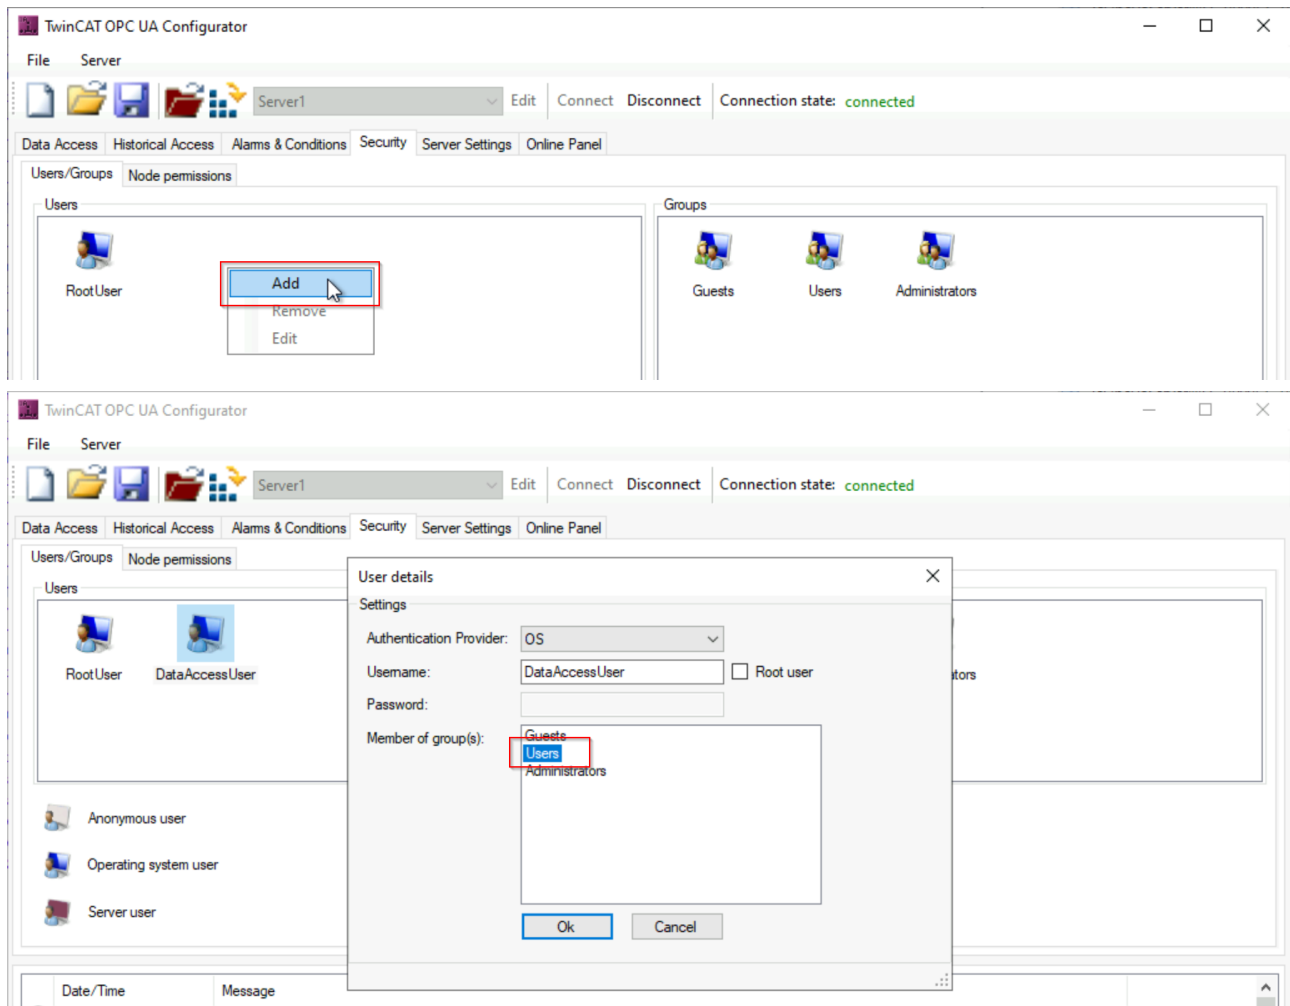 TwinCAT OPC UA Configurator
File Server
Server1 Edit Connect Disconnect Connection state: connected
Data Access Historical Access Alarms & Conditions Security Server Settings Online Panel
Users/Groups Node permissions
Users Groups
RootUser Guests Users Administrators
Add
Remove
Edit
TwinCAT OPC UA Configurator
File Server
Server1 Edit Connect Disconnect Connection state: connected
Data Access Historical Access Alarms & Conditions Security Server Settings Online Panel
Users/Groups Node permissions
Users
RootUser DataAccessUser
tors
User details
Settings
Authentication Provider: OS
Username: DataAccessUser Root user
Password:
Member of group(s): Guests
Users
Administrators
Ok Cancel
Anonymous user
Operating system user
Server user
Date/Time Message